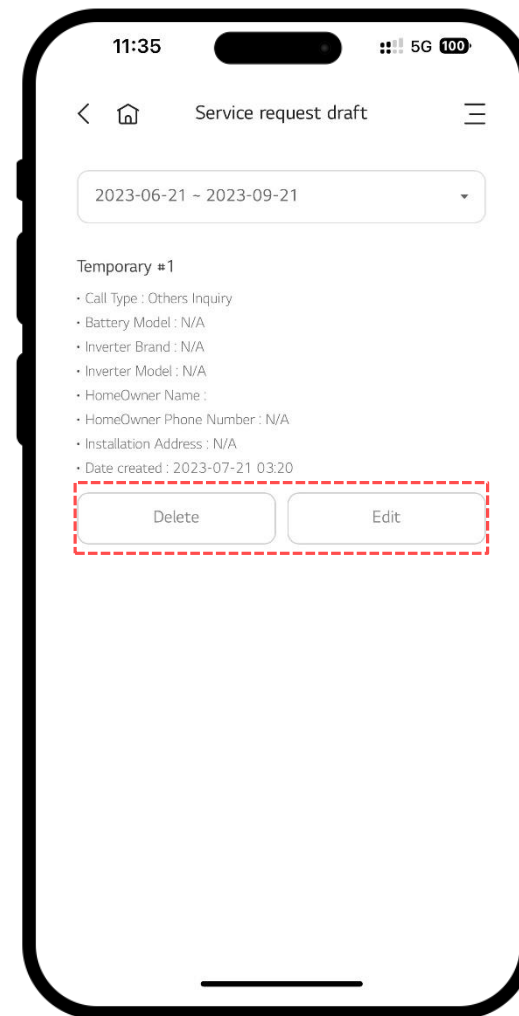 11:35 5G 100
Service request draft
2023-06-21 ~ 2023-09-21
Temporary #1
• Call Type : Others Inquiry
• Battery Model : N/A
• Inverter Brand : N/A
• Inverter Model : N/A
• HomeOwner Name :
• HomeOwner Phone Number : N/A
• Installation Address : N/A
• Date created : 2023-07-21 03:20
Delete Edit